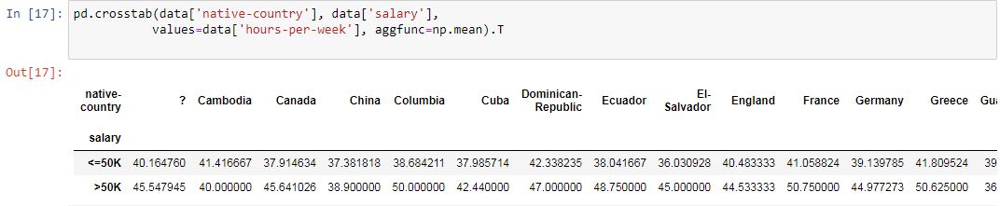 In [17]: pd.crosstab(data['native-country'], data['salary'],
values=data['hours-per-week'], aggfunc=np.mean).T
Out[17]:
native-country ? Cambodia Canada China Columbia Cuba Dominican-Republic Ecuador El-Salvador England France Germany Greece Gua
salary
<=50K 40.164760 41.416667 37.914634 37.381818 38.684211 37.985714 42.338235 38.041667 36.030928 40.483333 41.058824 39.139785 41.809524 39
>50K 45.547945 40.000000 45.641026 38.900000 50.000000 42.440000 47.000000 48.750000 45.000000 44.533333 50.750000 44.977273 50.625000 36